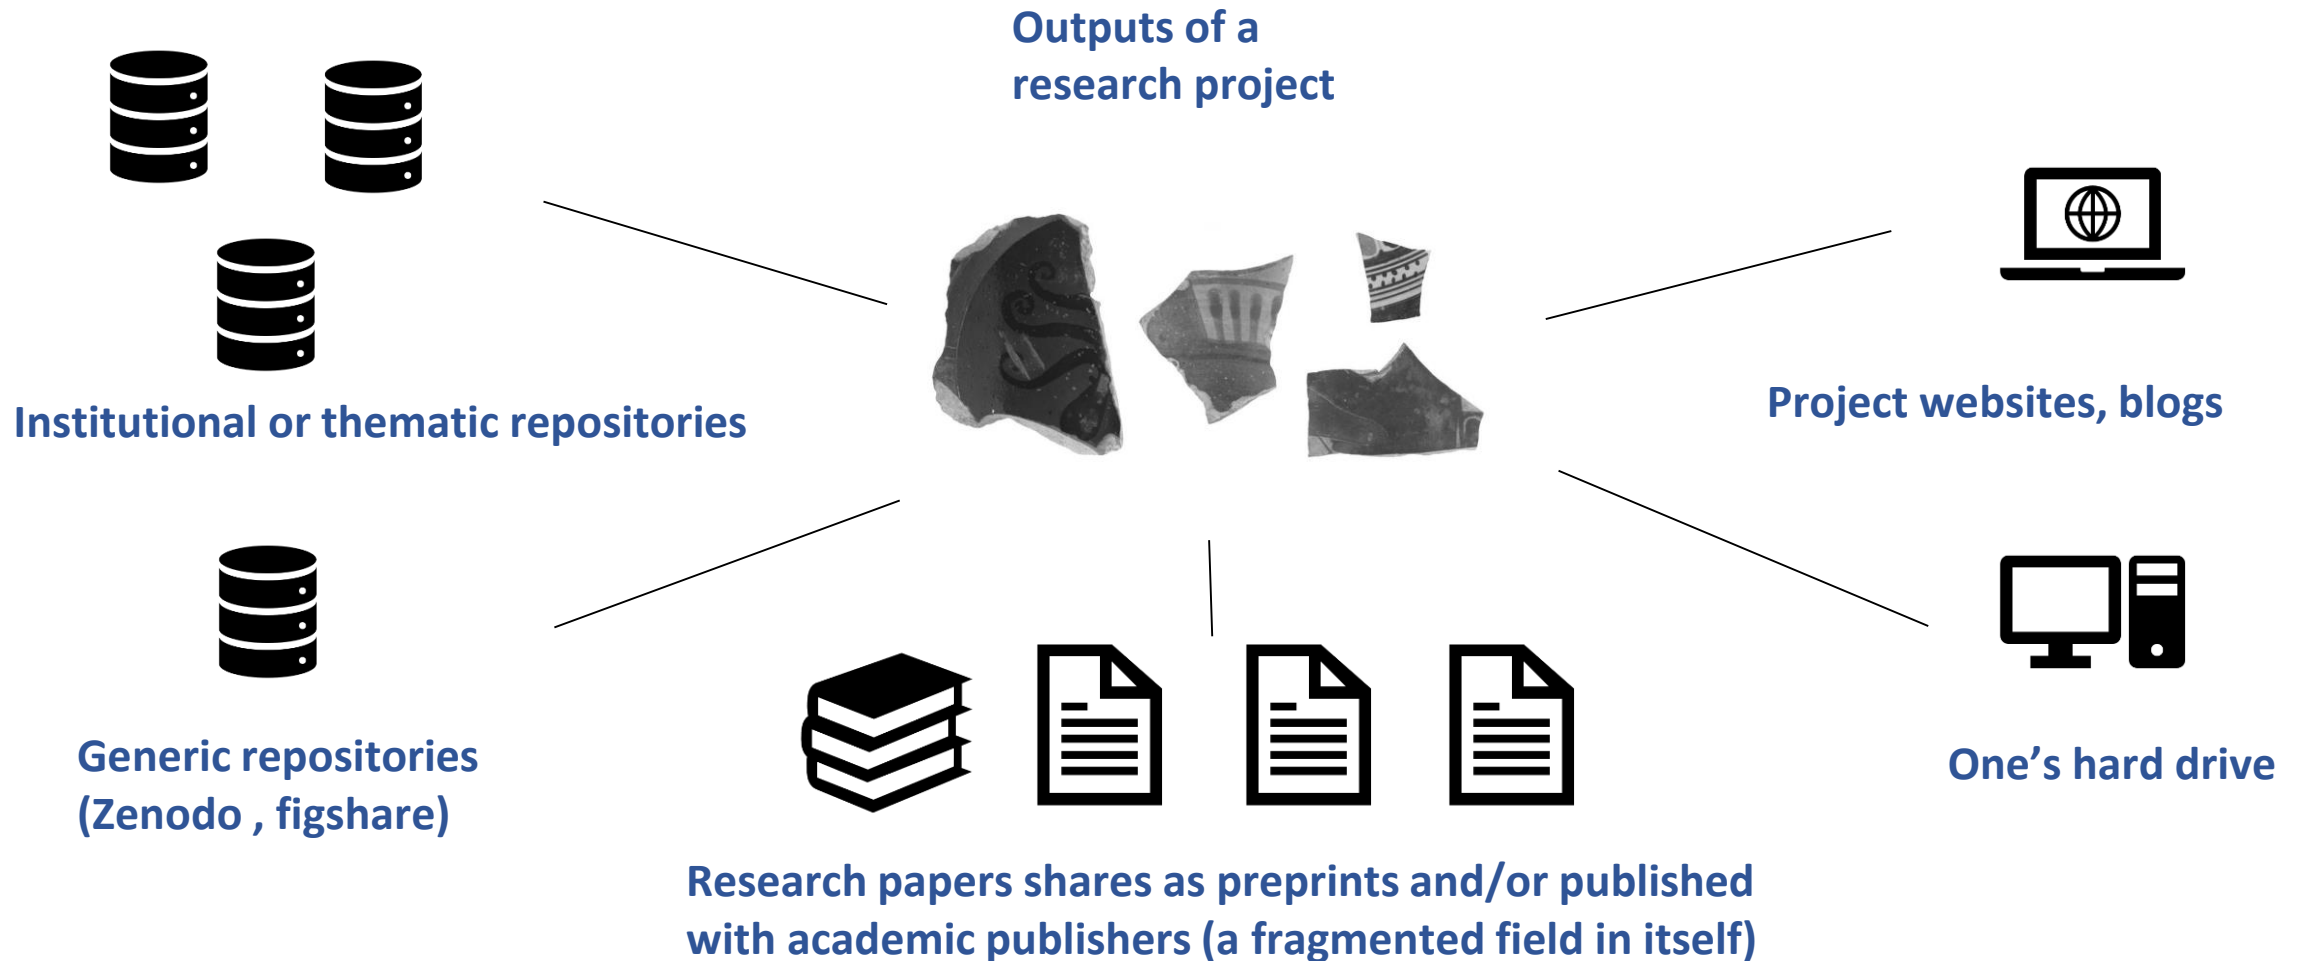 Outputs of a
research project
Institutional or thematic repositories
Project websites, blogs
Generic repositories
(Zenodo , figshare)
One’s hard drive
Research papers shares as preprints and/or published
with academic publishers (a fragmented field in itself)